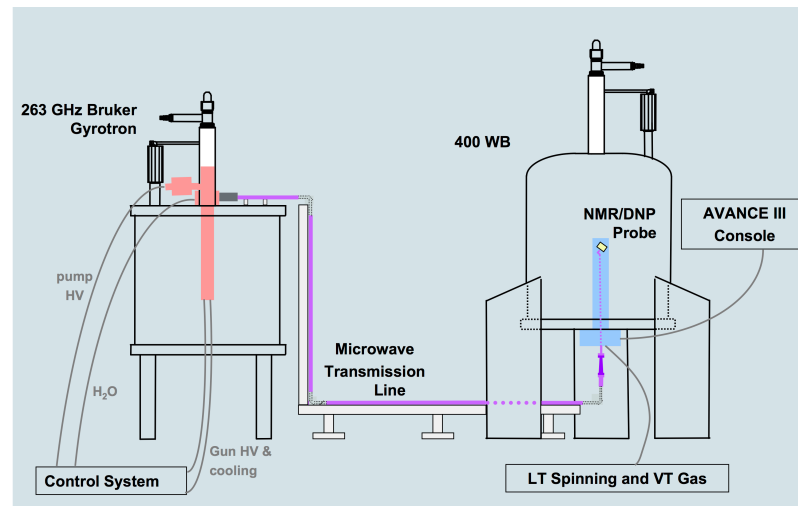 263 GHz Bruker
Gyrotron
400 WB
NMR/DNP
Probe
AVANCE III
Console
pump
HV
Microwave
Transmission
Line
H₂O
Gun HV &
cooling
Control System
LT Spinning and VT Gas